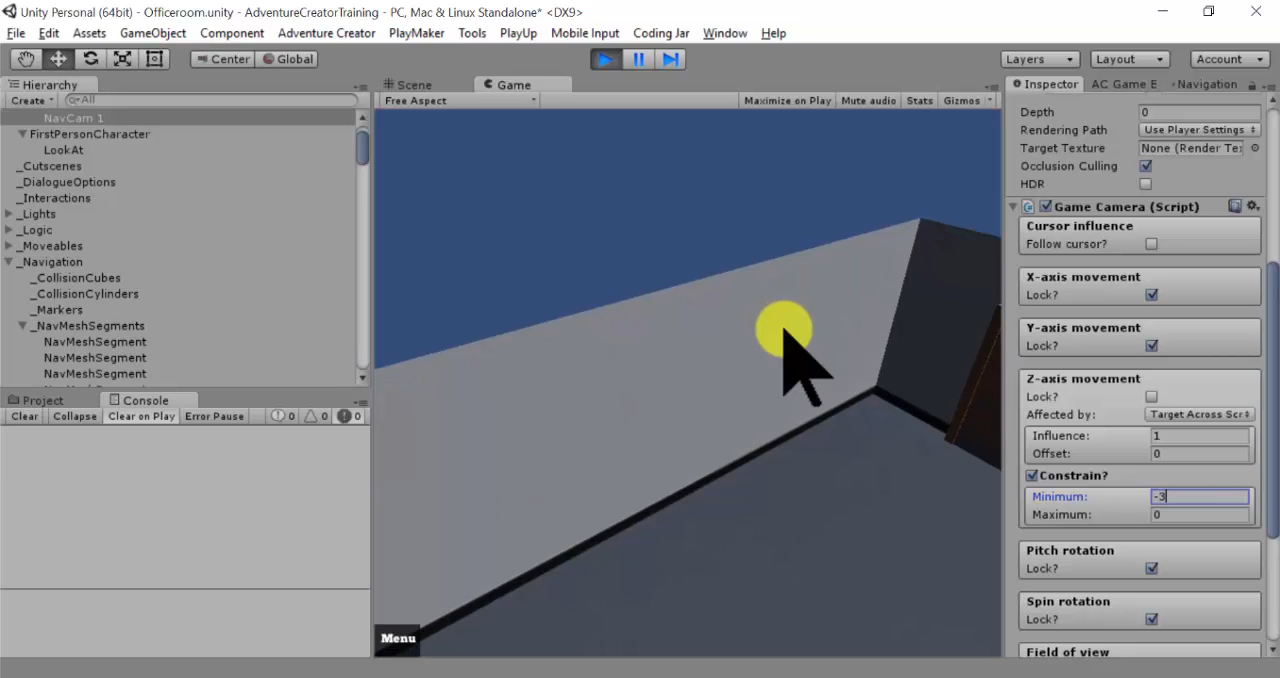 Unity Personal (64bit) - Officeroom.unity - AdventureCreatorTraining - PC, Mac & Linux Standalone* <DX9>
File Edit Assets GameObject Component Adventure Creator PlayMaker Tools PlayUp Mobile Input Coding Jar Window Help
Center Global Layers Layout Account
Hierarchy Scene Game Inspector AC Game E Navigation
Create All Free Aspect Maximize on Play Mute audio Stats Gizmos
NavCam 1
FirstPersonCharacter
LookAt
_Cutscenes
_DialogueOptions
_Interactions
_Lights
_Logic
_Moveables
_Navigation
_CollisionCubes
_CollisionCylinders
_Markers
_NavMeshSegments
NavMeshSegment
NavMeshSegment
NavMeshSegment
Project Console
Clear Collapse Clear on Play Error Pause 0 0 0
Menu
Depth 0
Rendering Path Use Player Settings
Target Texture None (Render Te
Occlusion Culling
HDR
Game Camera (Script)
Cursor influence
Follow cursor?
X-axis movement
Lock?
Y-axis movement
Lock?
Z-axis movement
Lock?
Affected by: Target Across Scr
Influence: 1
Offset: 0
Constrain?
Minimum: -3
Maximum: 0
Pitch rotation
Lock?
Spin rotation
Lock?
Field of view